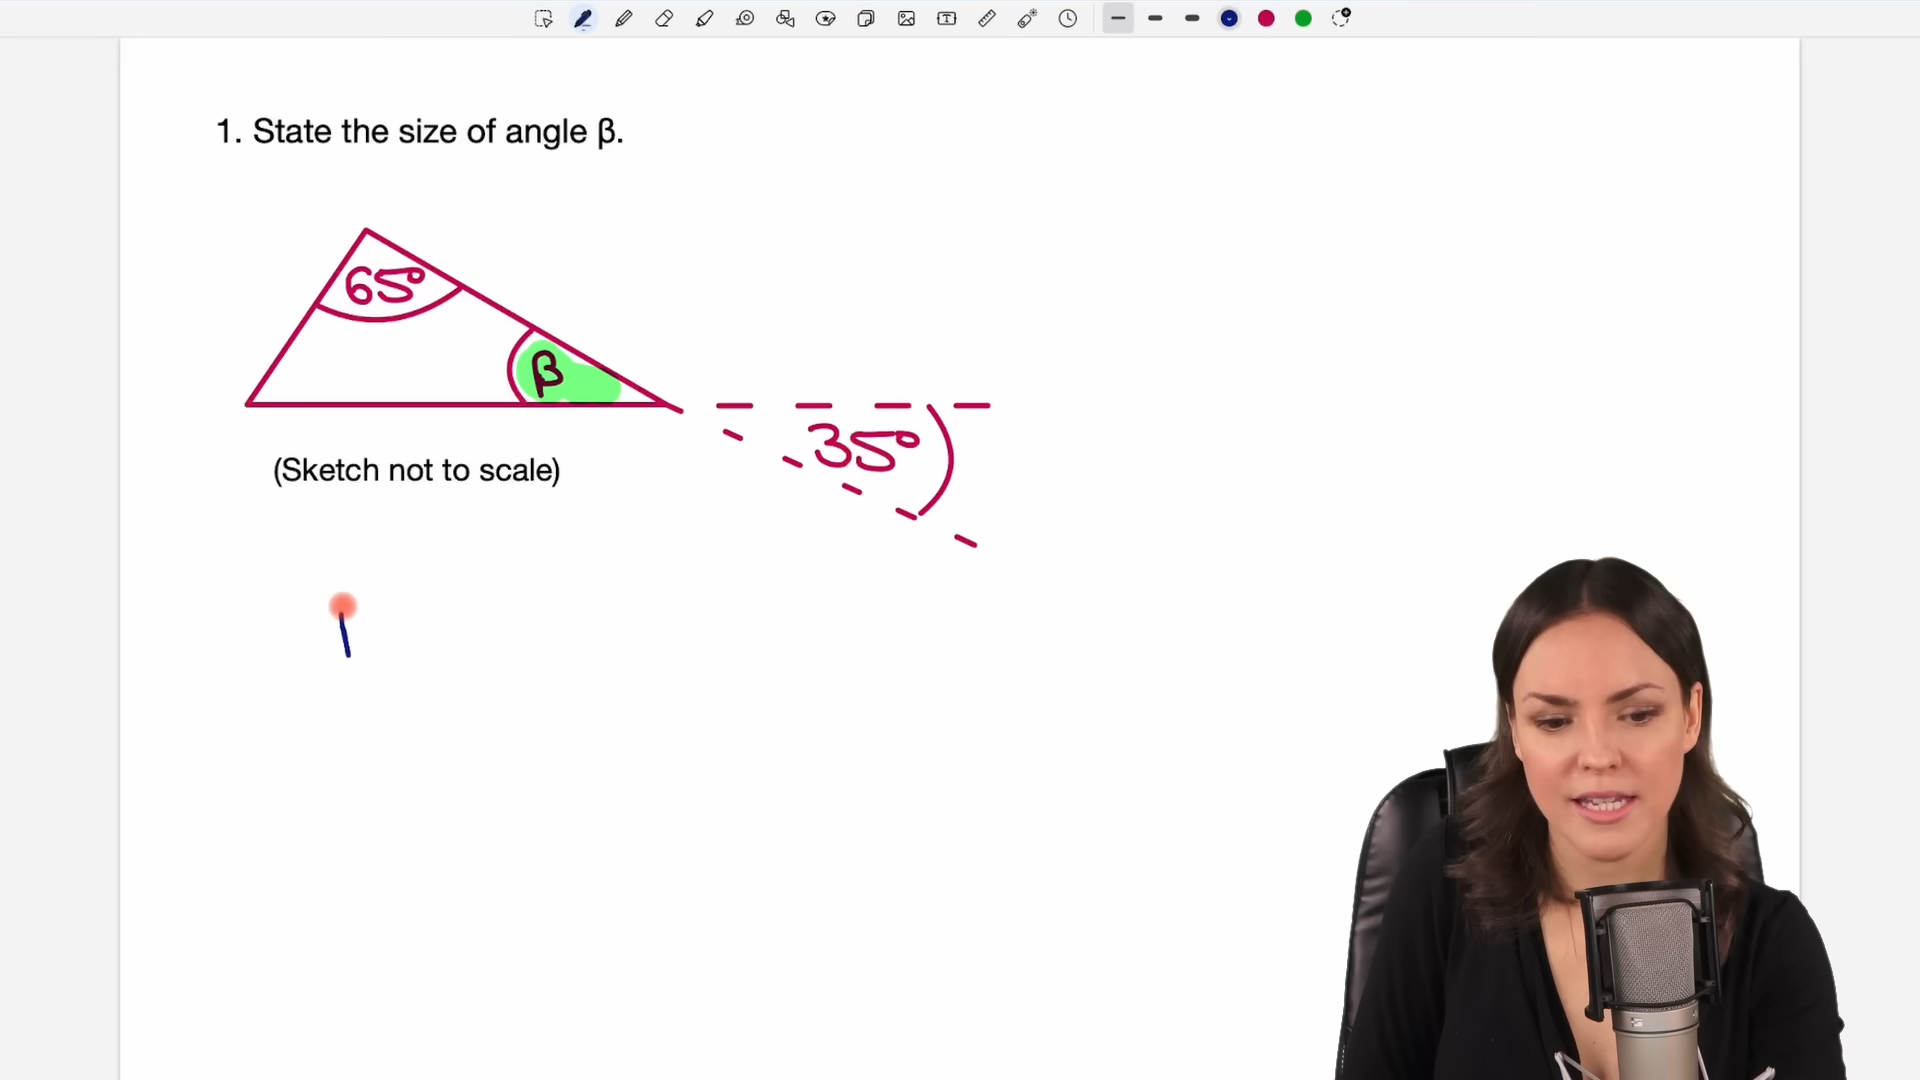 1. State the size of angle β.
65°
β
35°
(Sketch not to scale)